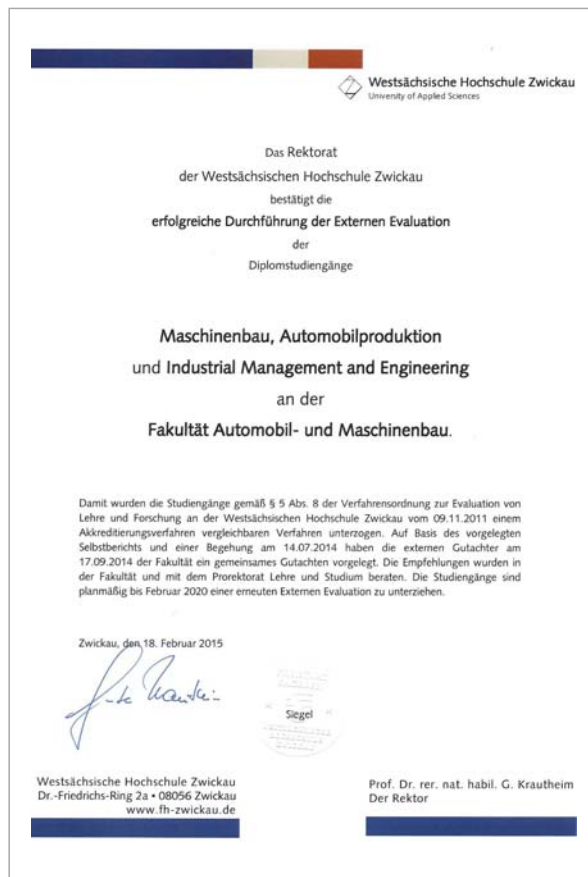 Westsächsische Hochschule Zwickau
University of Applied Sciences
Das Rektorat
der Westsächsischen Hochschule Zwickau
bestätigt die
erfolgreiche Durchführung der Externen Evaluation
der
Diplomstudiengänge
Maschinenbau, Automobilproduktion
und Industrial Management and Engineering
an der
Fakultät Automobil- und Maschinenbau.
Damit wurden die Studiengänge gemäß § 5 Abs. 8 der Verfahrensordnung zur Evaluation von
Lehre und Forschung an der Westsächsischen Hochschule Zwickau vom 09.11.2011 einem
Akkreditierungsverfahren vergleichbaren Verfahren unterzogen. Auf Basis des vorgelegten
Selbstberichts und einer Begehung am 14.07.2014 haben die externen Gutachter am
17.09.2014 der Fakultät ein gemeinsames Gutachten vorgelegt. Die Empfehlungen wurden in
der Fakultät und mit dem Prorektorat Lehre und Studium beraten. Die Studiengänge sind
planmäßig bis Februar 2020 einer erneuten Externen Evaluation zu unterziehen.
Zwickau, den 18. Februar 2015
Siegel
Westsächsische Hochschule Zwickau
Dr.-Friedrichs-Ring 2a • 08056 Zwickau
www.fh-zwickau.de
Prof. Dr. rer. nat. habil. G. Krautheim
Der Rektor